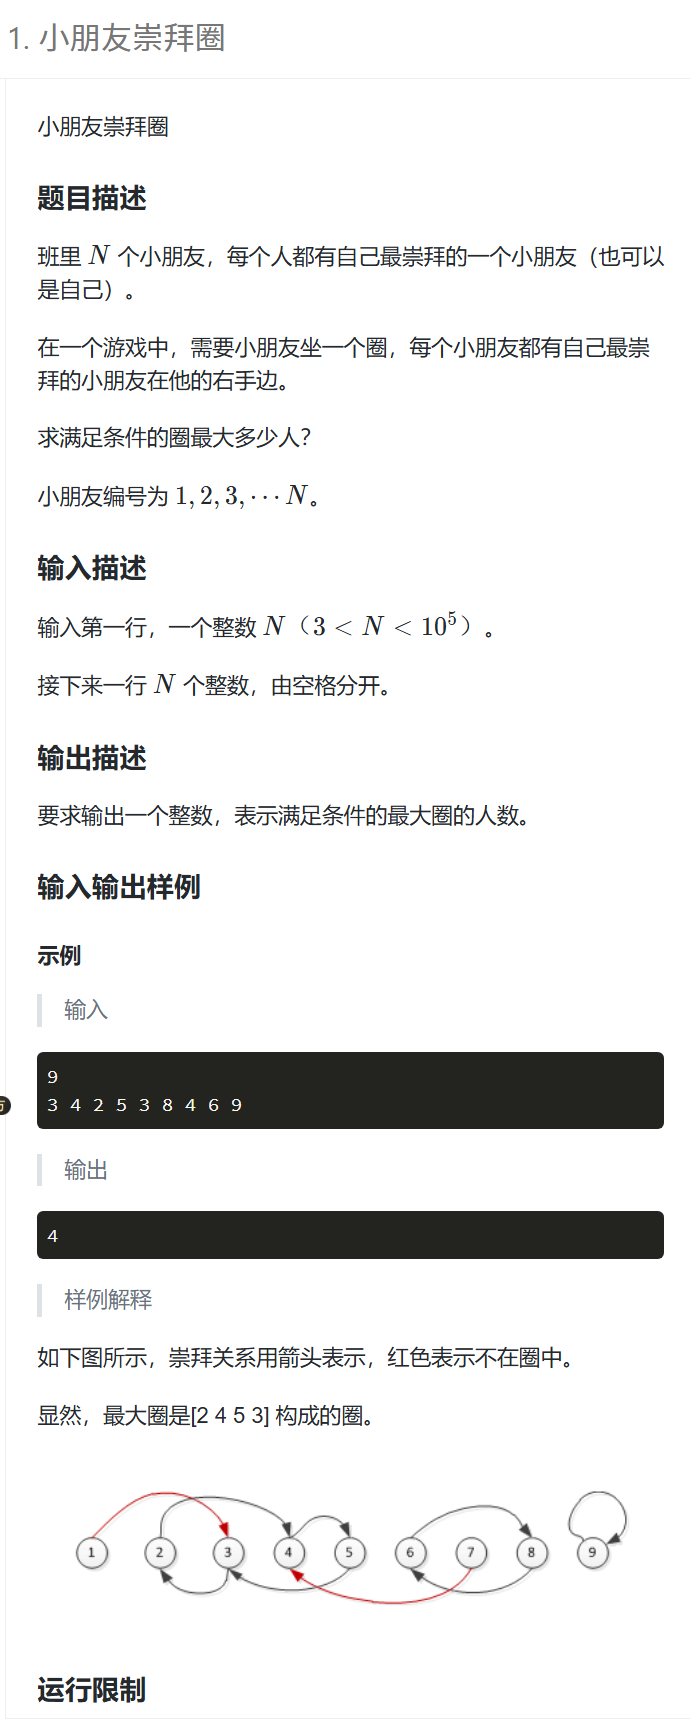 1. 小朋友崇拜圈
小朋友崇拜圈
题目描述
班里 N 个小朋友，每个人都有自己最崇拜的一个小朋友（也可以
是自己）。
在一个游戏中，需要小朋友坐一个圈，每个小朋友都有自己最崇
拜的小朋友在他的右手边。
求满足条件的圈最大多少人？
小朋友编号为 1, 2, 3, ⋯ N。
输入描述
输入第一行，一个整数 N（3 < N < 10⁵）。
接下来一行 N 个整数，由空格分开。
输出描述
要求输出一个整数，表示满足条件的最大圈的人数。
输入输出样例
示例
输入
9
3 4 2 5 3 8 4 6 9
输出
4
样例解释
如下图所示，崇拜关系用箭头表示，红色表示不在圈中。
显然，最大圈是[2 4 5 3] 构成的圈。
1 2 3 4 5 6 7 8 9
运行限制